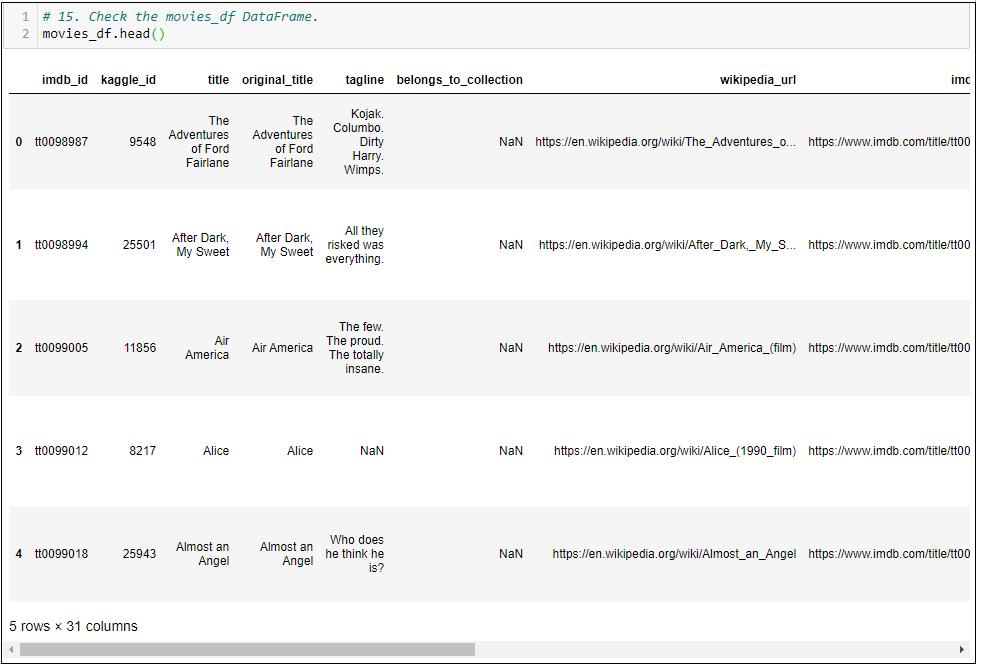 1 # 15. Check the movies_df DataFrame.
2 movies_df.head()
imdb_id kaggle_id title original_title tagline belongs_to_collection wikipedia_url imd
0 tt0098987 9548 The Adventures of Ford Fairlane The Adventures of Ford Fairlane Kojak. Columbo. Dirty Harry. Wimps. NaN https://en.wikipedia.org/wiki/The_Adventures_o... https://www.imdb.com/title/tt00
1 tt0098994 25501 After Dark, My Sweet After Dark, My Sweet All they risked was everything. NaN https://en.wikipedia.org/wiki/After_Dark,_My_S... https://www.imdb.com/title/tt00
2 tt0099005 11856 Air America Air America The few. The proud. The totally insane. NaN https://en.wikipedia.org/wiki/Air_America_(film) https://www.imdb.com/title/tt00
3 tt0099012 8217 Alice Alice NaN NaN https://en.wikipedia.org/wiki/Alice_(1990_film) https://www.imdb.com/title/tt00
4 tt0099018 25943 Almost an Angel Almost an Angel Who does he think he is? NaN https://en.wikipedia.org/wiki/Almost_an_Angel https://www.imdb.com/title/tt00
5 rows × 31 columns